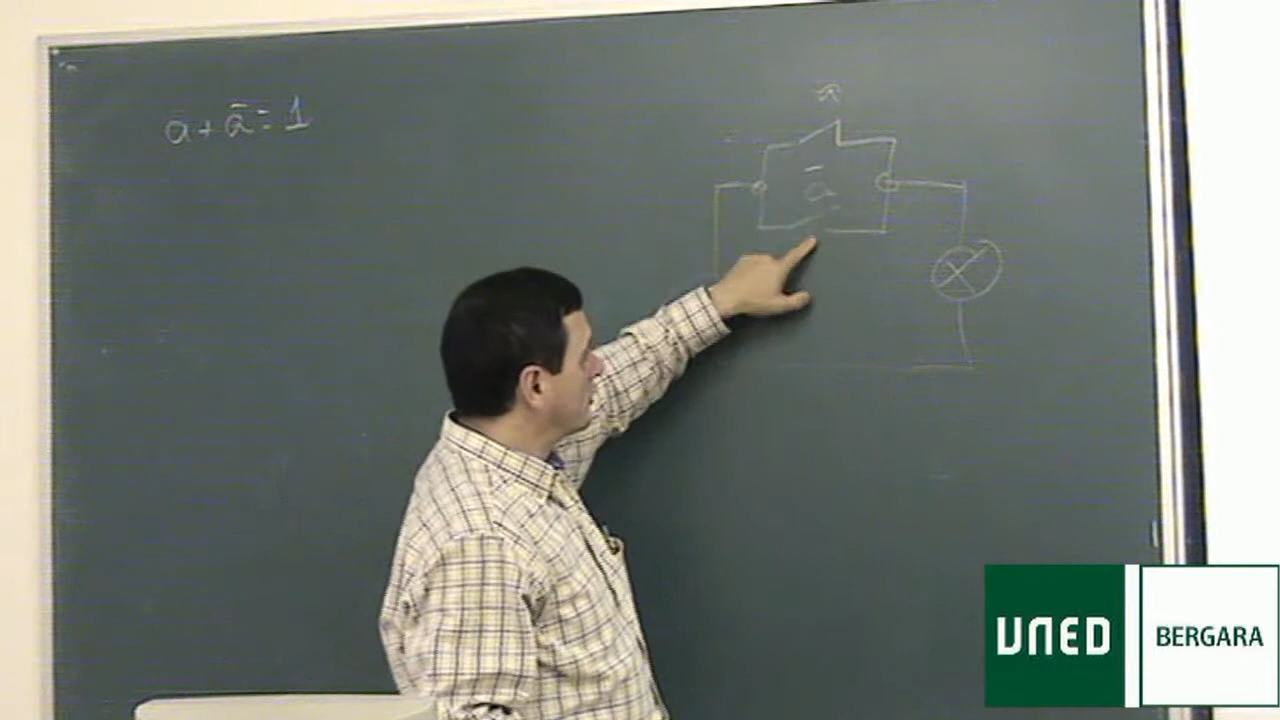 a + ā = 1
a
ā
UNED BERGARA